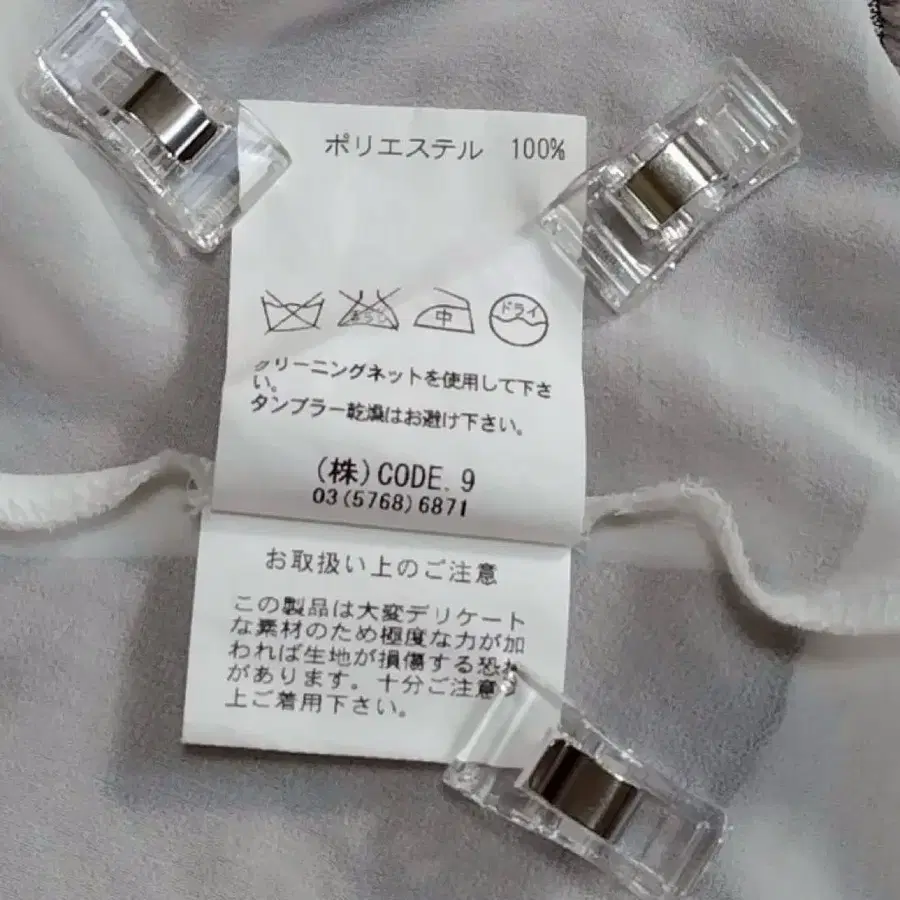 ポリエステル 100%
中 ドライ
クリーニングネットを使用して下さ
い。
タンブラー乾燥はお避け下さい。
(株)CODE.9
03(5768)6871
お取扱い上のご注意
この製品は大変デリケート
な素材のため極度な力が加
われば生地が損傷する恐れ
があります。十分ご注意の
上ご着用下さい。